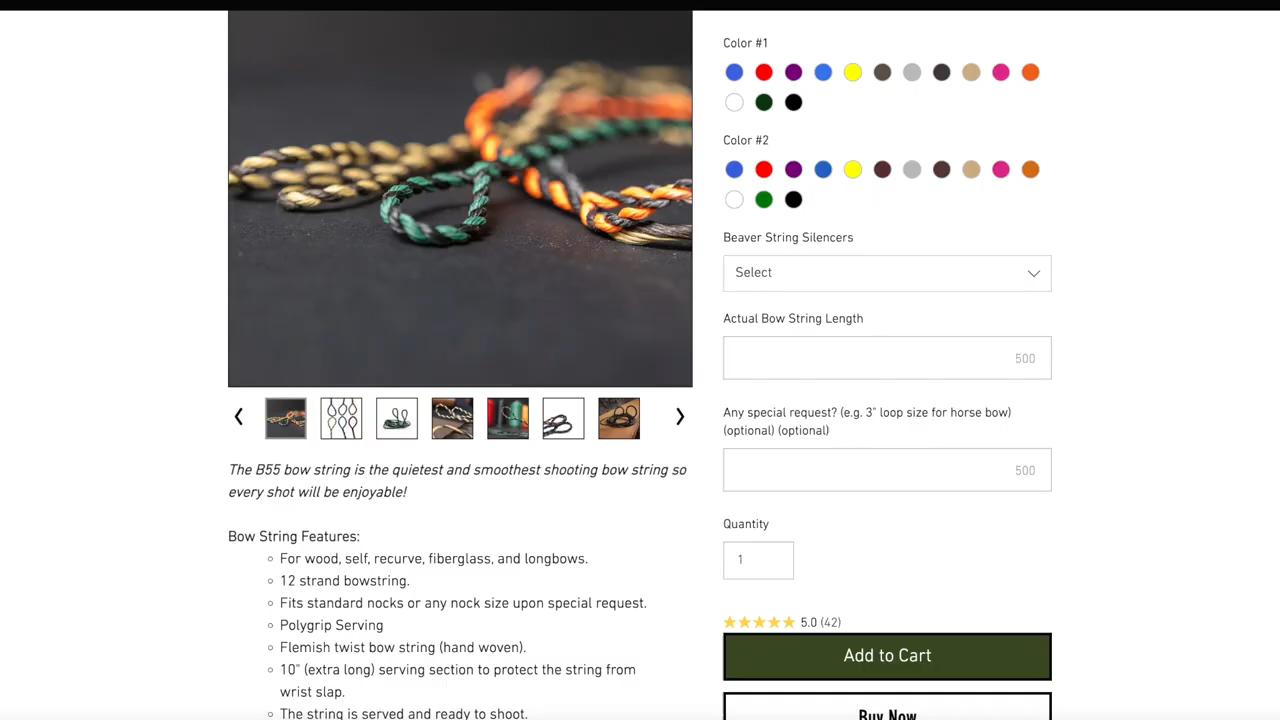 Color #1
Color #2
Beaver String Silencers
Select
Actual Bow String Length
500
Any special request? (e.g. 3" loop size for horse bow)
(optional) (optional)
500
Quantity
1
5.0 (42)
Add to Cart
Buy Now
The B55 bow string is the quietest and smoothest shooting bow string so
every shot will be enjoyable!
Bow String Features:
For wood, self, recurve, fiberglass, and longbows.
12 strand bowstring.
Fits standard nocks or any nock size upon special request.
Polygrip Serving
Flemish twist bow string (hand woven).
10" (extra long) serving section to protect the string from
wrist slap.
The string is served and ready to shoot.